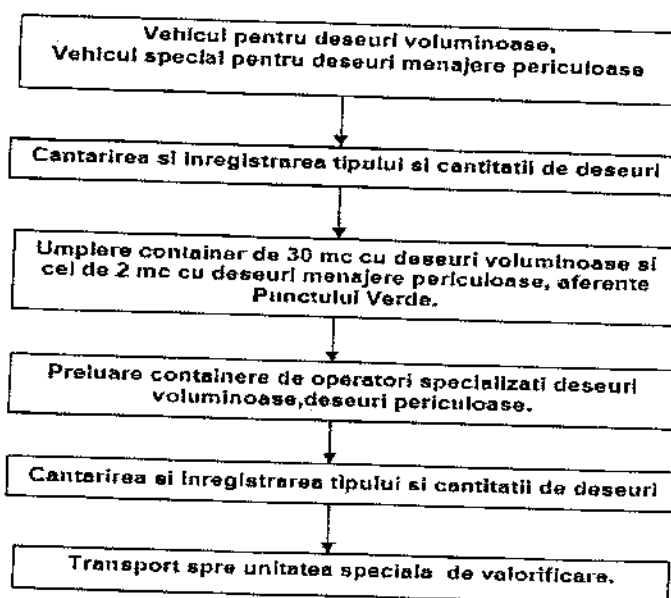 Vehicul pentru deseuri voluminoase,
Vehicul special pentru deseuri menajere periculoase
Cantarirea si inregistrarea tipului si cantitatii de deseuri
Umplere container de 30 mc cu deseuri voluminoase si
cel de 2 mc cu deseuri menajere periculoase, aferente
Punctului Verde.
Preluare containere de operatori specializati deseuri
voluminoase,deseuri periculoase.
Cantarirea si inregistrarea tipului si cantitatii de deseuri
Transport spre unitatea speciala de valorificare.